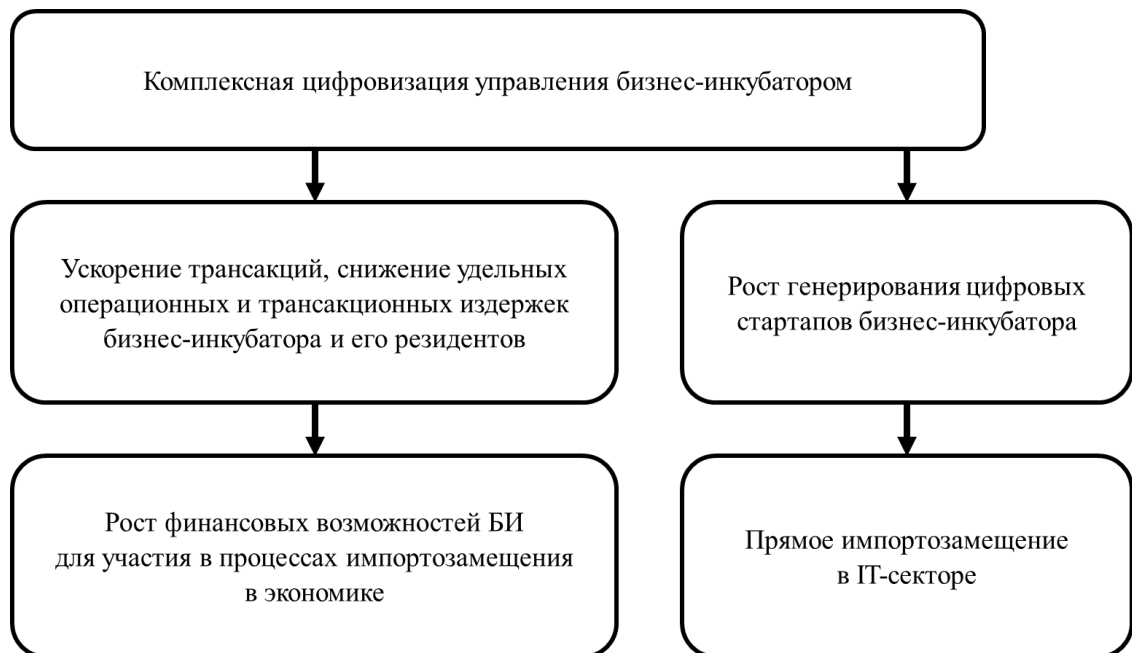 Комплексная цифровизация управления бизнес-инкубатором
Ускорение трансакций, снижение удельных
операционных и трансакционных издержек
бизнес-инкубатора и его резидентов
Рост генерирования цифровых
стартапов бизнес-инкубатора
Рост финансовых возможностей БИ
для участия в процессах импортозамещения
в экономике
Прямое импортозамещение
в IT-секторе